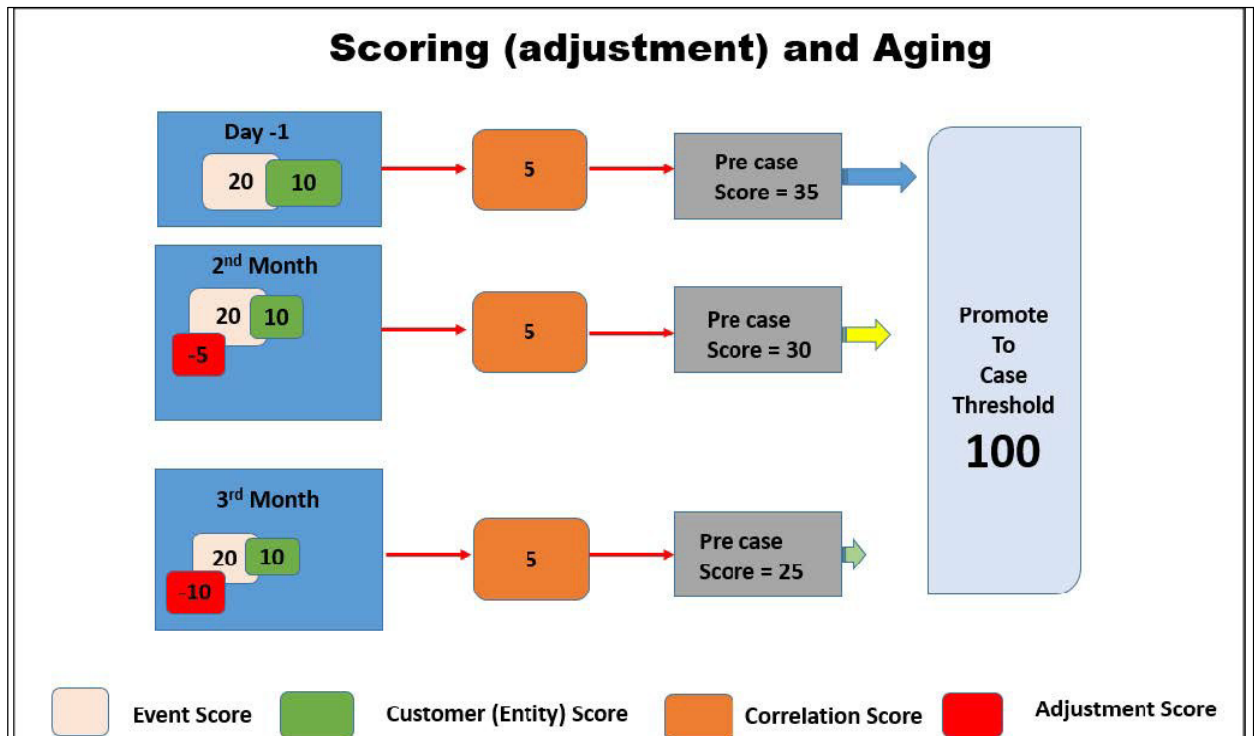 Scoring (adjustment) and Aging
Day -1
20
10
5
Pre case
Score = 35
2nd Month
20
10
-5
5
Pre case
Score = 30
3rd Month
20
10
-10
5
Pre case
Score = 25
Promote
To
Case
Threshold
100
Event Score
Customer (Entity) Score
Correlation Score
Adjustment Score